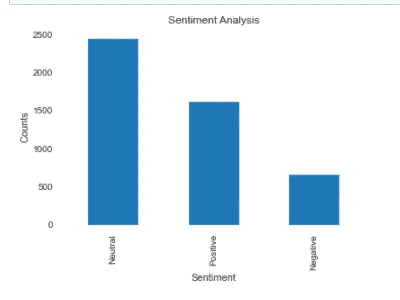 Sentiment Analysis
2500
2000
1500
1000
500
0
Counts
Neutral
Positive
Negative
Sentiment